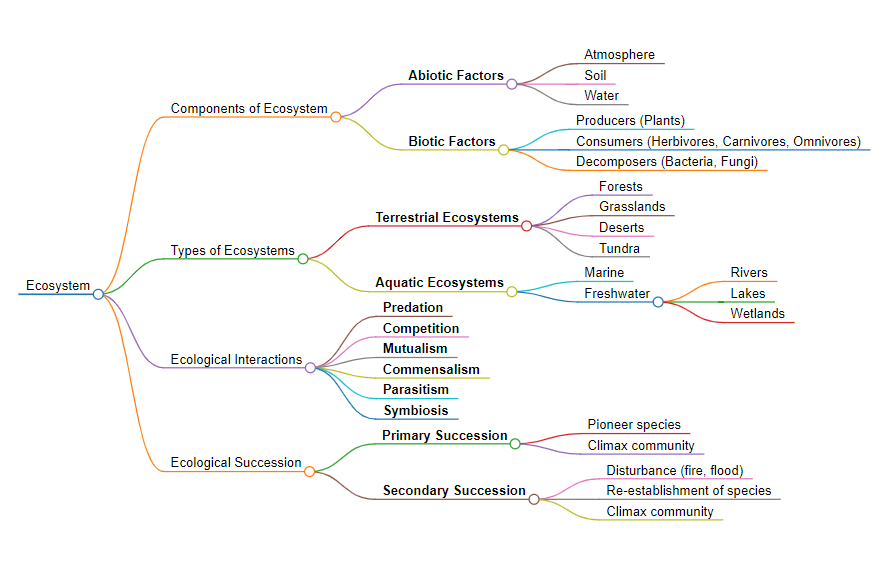 Ecosystem
Components of Ecosystem
Abiotic Factors
Atmosphere
Soil
Water
Biotic Factors
Producers (Plants)
Consumers (Herbivores, Carnivores, Omnivores)
Decomposers (Bacteria, Fungi)
Types of Ecosystems
Terrestrial Ecosystems
Forests
Grasslands
Deserts
Tundra
Aquatic Ecosystems
Marine
Freshwater
Rivers
Lakes
Wetlands
Ecological Interactions
Predation
Competition
Mutualism
Commensalism
Parasitism
Symbiosis
Ecological Succession
Primary Succession
Pioneer species
Climax community
Secondary Succession
Disturbance (fire, flood)
Re-establishment of species
Climax community